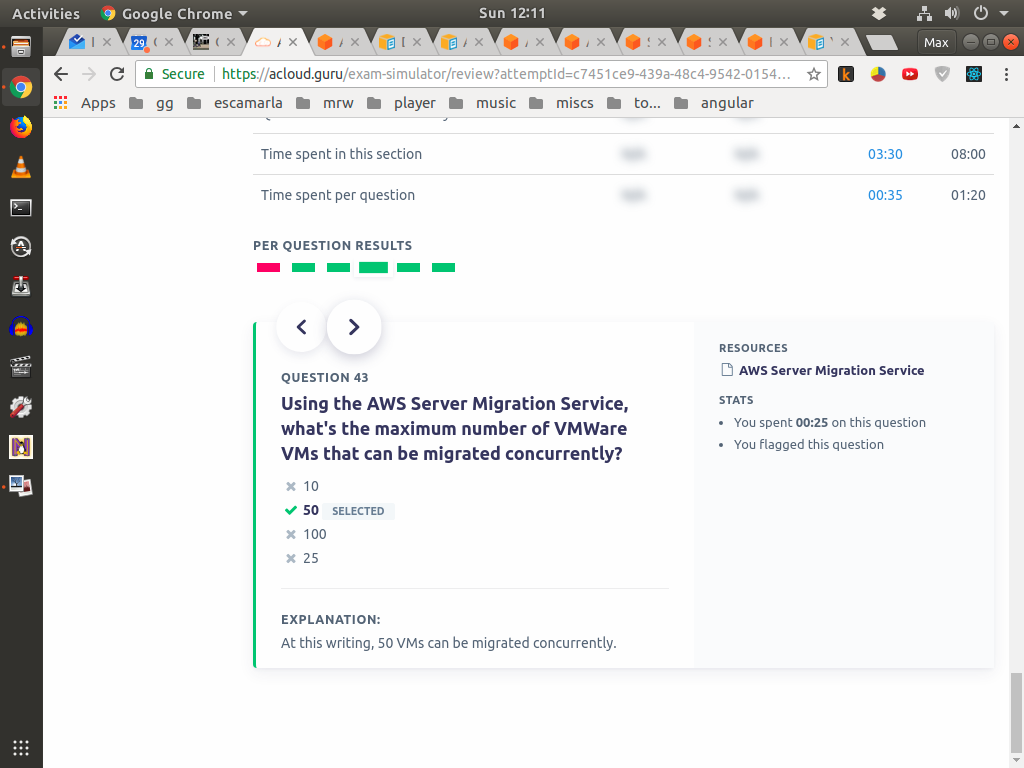 Activities
Google Chrome
Sun 12:11
Max
Secure
https://acloud.guru/exam-simulator/review?attemptId=c7451ce9-439a-48c4-9542-0154...
Apps
gg
escamarla
mrw
player
music
miscs
to...
angular
Time spent in this section 03:30 08:00
Time spent per question 00:35 01:20
PER QUESTION RESULTS
QUESTION 43
Using the AWS Server Migration Service,
what's the maximum number of VMWare
VMs that can be migrated concurrently?
10
50 SELECTED
100
25
EXPLANATION:
At this writing, 50 VMs can be migrated concurrently.
RESOURCES
AWS Server Migration Service
STATS
You spent 00:25 on this question
You flagged this question